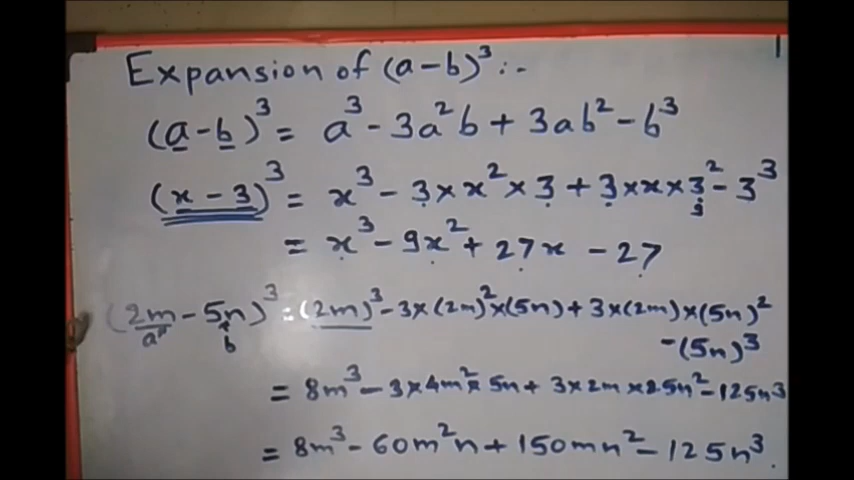 Expansion of (a-b)³:-
(a-b)³ = a³ - 3a²b + 3ab² - b³
(x - 3)³ = x³ - 3×x²×3 + 3×x×3² - 3³
9
= x³ - 9x² + 27x - 27
(2m - 5n)³ = (2m)³ - 3×(2m)²×(5n) + 3×(2m)×(5n)²
a b
-(5n)³
= 8m³ - 3×4m²×5n + 3×2m×25n² - 125n³
= 8m³ - 60m²n + 150mn² - 125n³.